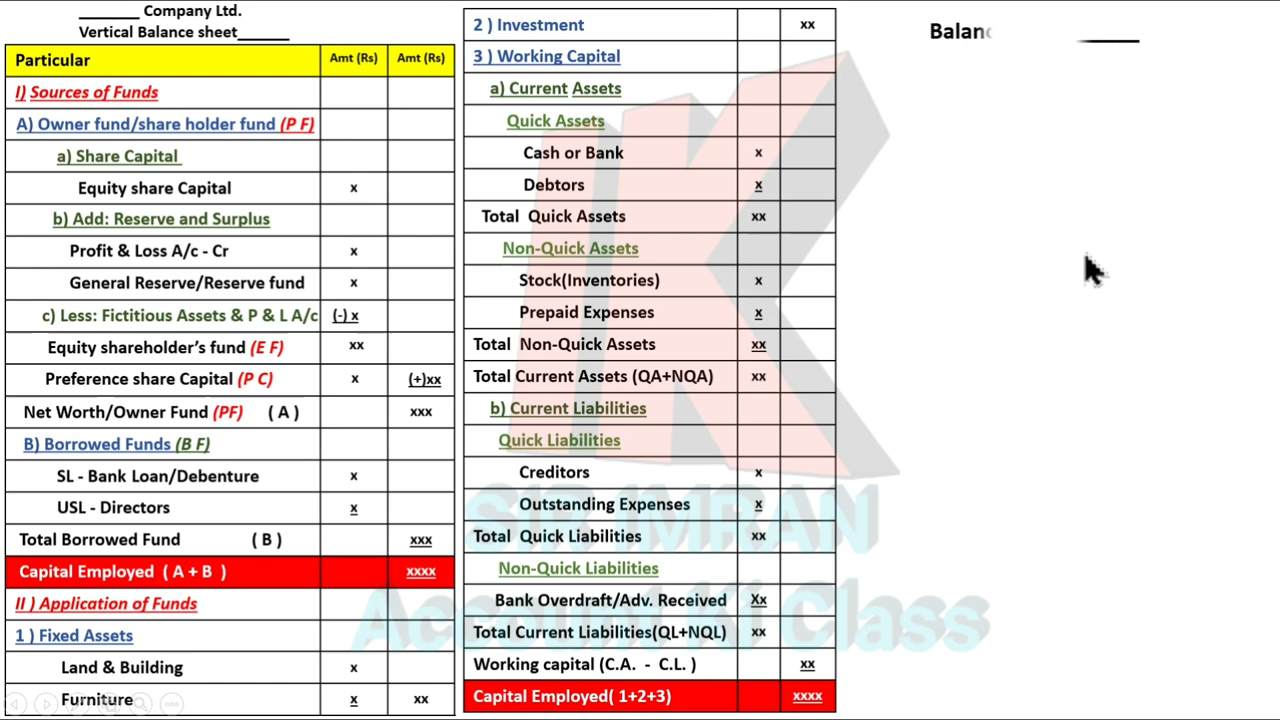 _______ Company Ltd.
Vertical Balance sheet______
Particular Amt (Rs) Amt (Rs)
I) Sources of Funds
A) Owner fund/share holder fund (P F)
a) Share Capital
Equity share Capital x
b) Add: Reserve and Surplus
Profit & Loss A/c - Cr x
General Reserve/Reserve fund x
c) Less: Fictitious Assets & P & L A/c (-) x
Equity shareholder’s fund (E F) xx
Preference share Capital (P C) x (+)xx
Net Worth/Owner Fund (PF) ( A ) xxx
B) Borrowed Funds (B F)
SL - Bank Loan/Debenture x
USL - Directors x
Total Borrowed Fund ( B ) xxx
Capital Employed ( A + B ) xxxx
II ) Application of Funds
1 ) Fixed Assets
Land & Building x
Furniture x xx
2 ) Investment xx
3 ) Working Capital
a) Current Assets
Quick Assets
Cash or Bank x
Debtors x
Total Quick Assets xx
Non-Quick Assets
Stock(Inventories) x
Prepaid Expenses x
Total Non-Quick Assets xx
Total Current Assets (QA+NQA) xx
b) Current Liabilities
Quick Liabilities
Creditors x
Outstanding Expenses x
Total Quick Liabilities xx
Non-Quick Liabilities
Bank Overdraft/Adv. Received Xx
Total Current Liabilities(QL+NQL) xx
Working capital (C.A. - C.L. ) xx
Capital Employed( 1+2+3) xxxx
SIR IMRAN
Account Ki Class